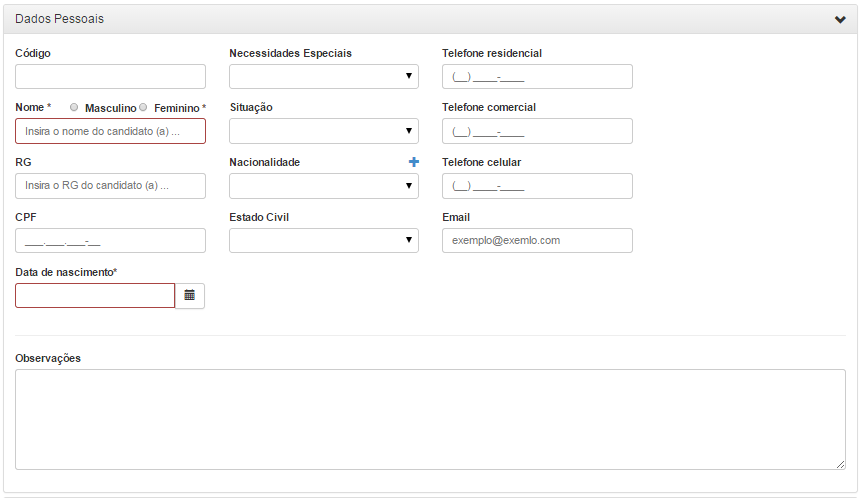 Dados Pessoais
Código
Necessidades Especiais
Telefone residencial
(__) ____-____
Nome * Masculino Feminino *
Situação
Telefone comercial
Insira o nome do candidato (a) ...
(__) ____-____
RG
Nacionalidade
Telefone celular
Insira o RG do candidato (a) ...
(__) ____-____
CPF
Estado Civil
Email
___.___.___-__
exemplo@exemlo.com
Data de nascimento*
Observações